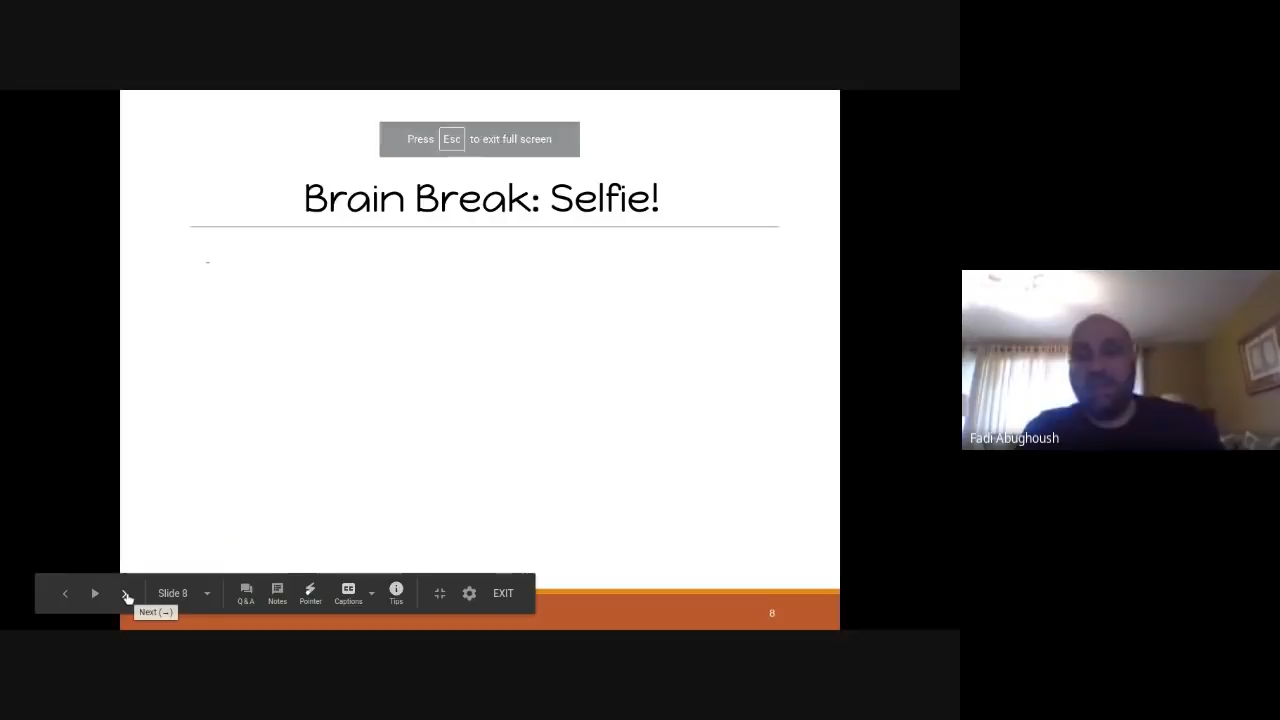 Press Esc to exit full screen
Brain Break: Selfie!
-
Fadi Abughoush
Slide 8
Q & A
Notes
Pointer
CC
Captions
Tips
EXIT
Next (→)
8